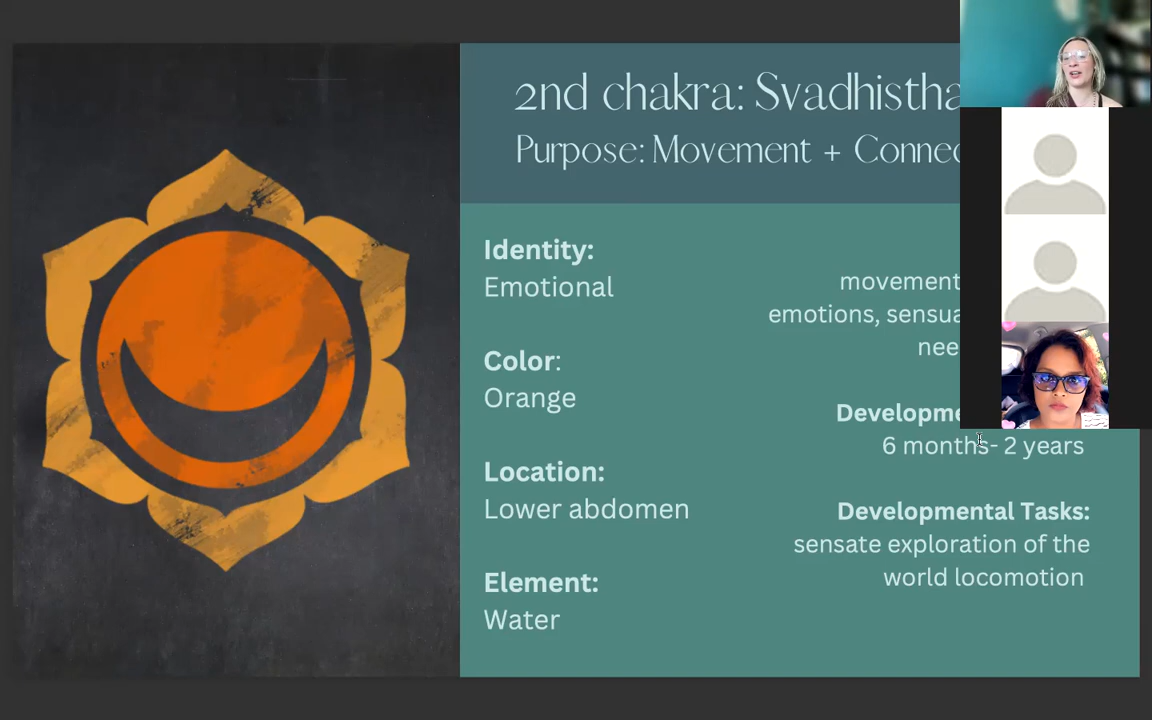 2nd chakra: Svadhistha
Purpose: Movement + Connec
Identity:
Emotional
Color:
Orange
Location:
Lower abdomen
Element:
Water
movement
emotions, sensua
nee
Developme
6 months- 2 years
Developmental Tasks:
sensate exploration of the
world locomotion